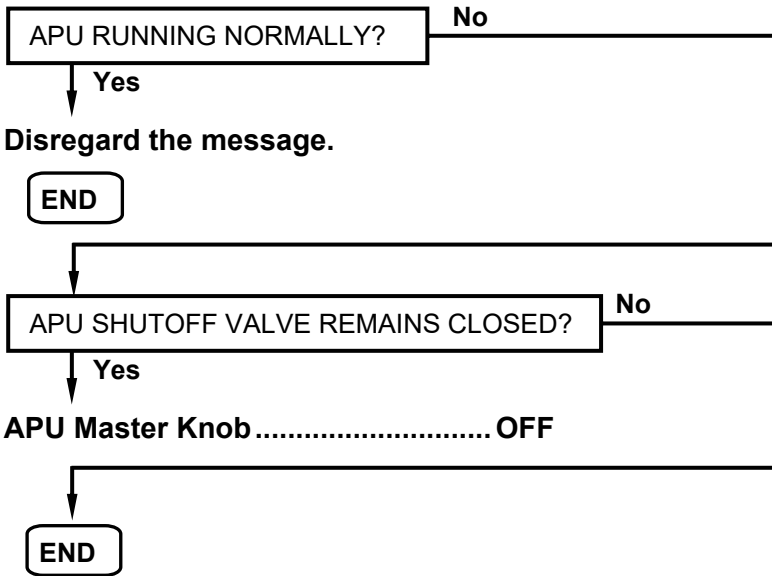 APU RUNNING NORMALLY?
No
Yes
Disregard the message.
END
APU SHUTOFF VALVE REMAINS CLOSED?
No
Yes
APU Master Knob............................. OFF
END